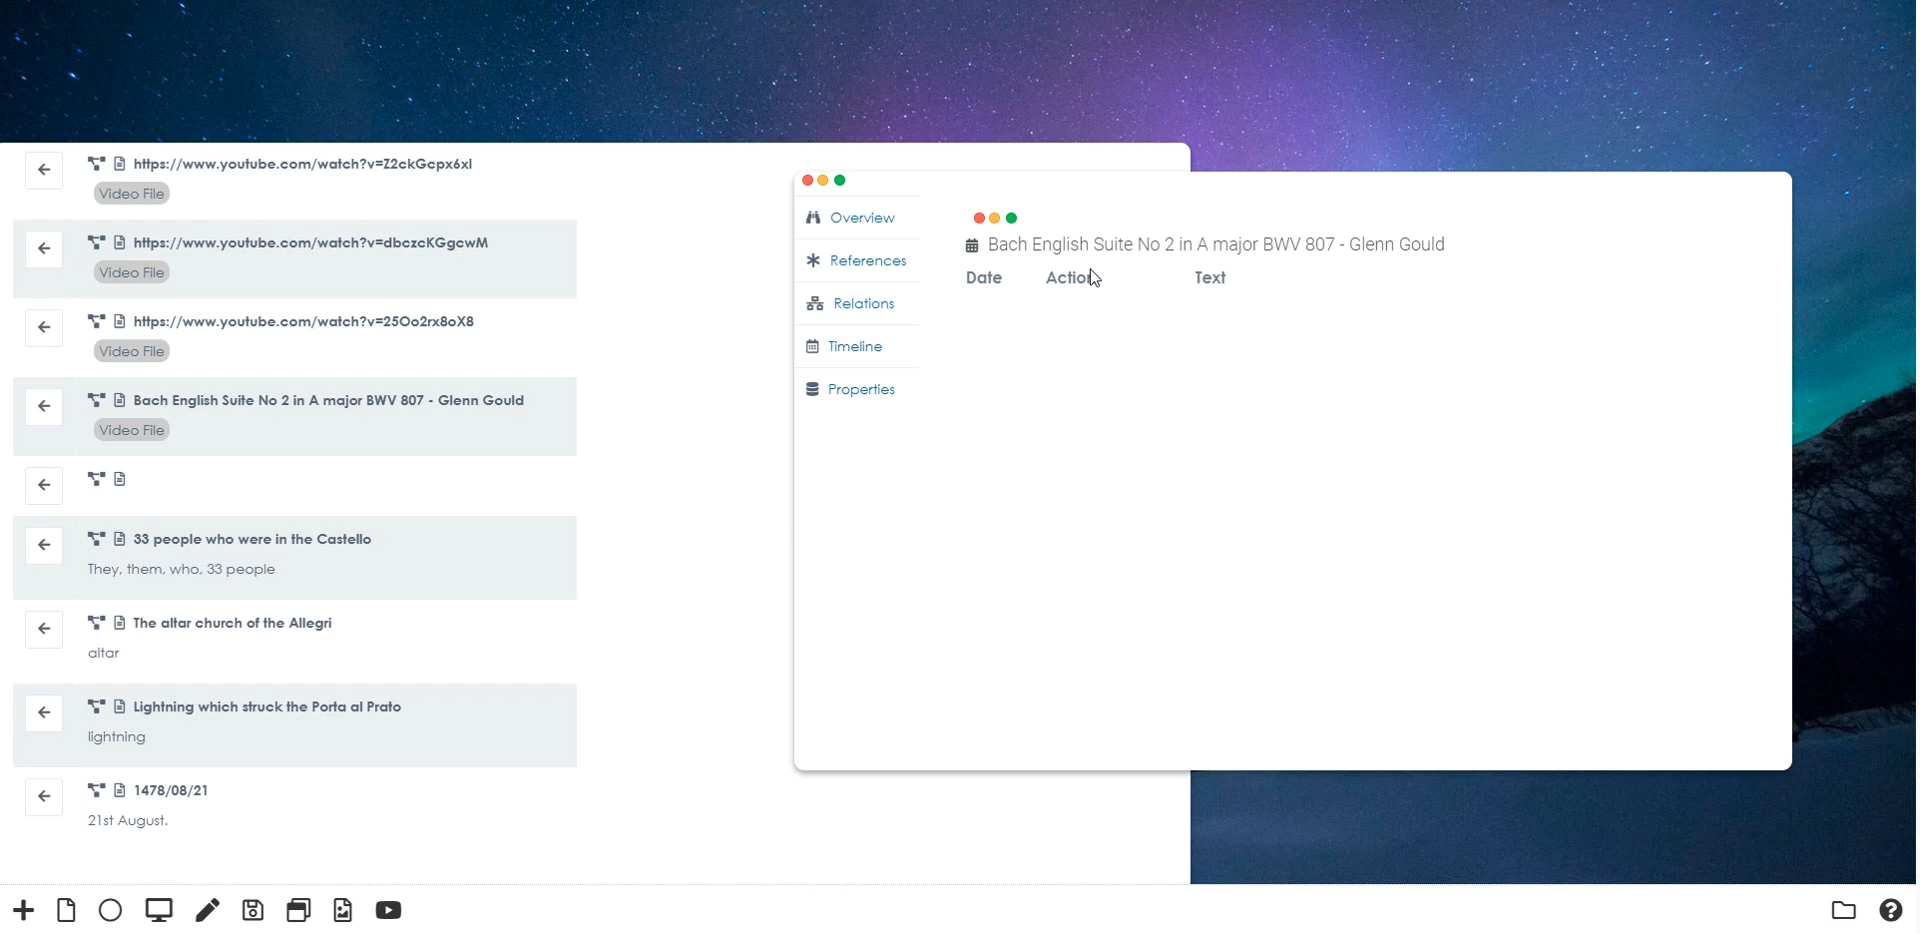 https://www.youtube.com/watch?v=Z2ckGcpx6xI
Video File
https://www.youtube.com/watch?v=dbczcKGgcwM
Video File
https://www.youtube.com/watch?v=25Oo2rx8oX8
Video File
Bach English Suite No 2 in A major BWV 807 - Glenn Gould
Video File
33 people who were in the Castello
They, them, who, 33 people
The altar church of the Allegri
altar
Lightning which struck the Porta al Prato
lightning
1478/08/21
21st August.
Overview
References
Relations
Timeline
Properties
Bach English Suite No 2 in A major BWV 807 - Glenn Gould
Date Action Text